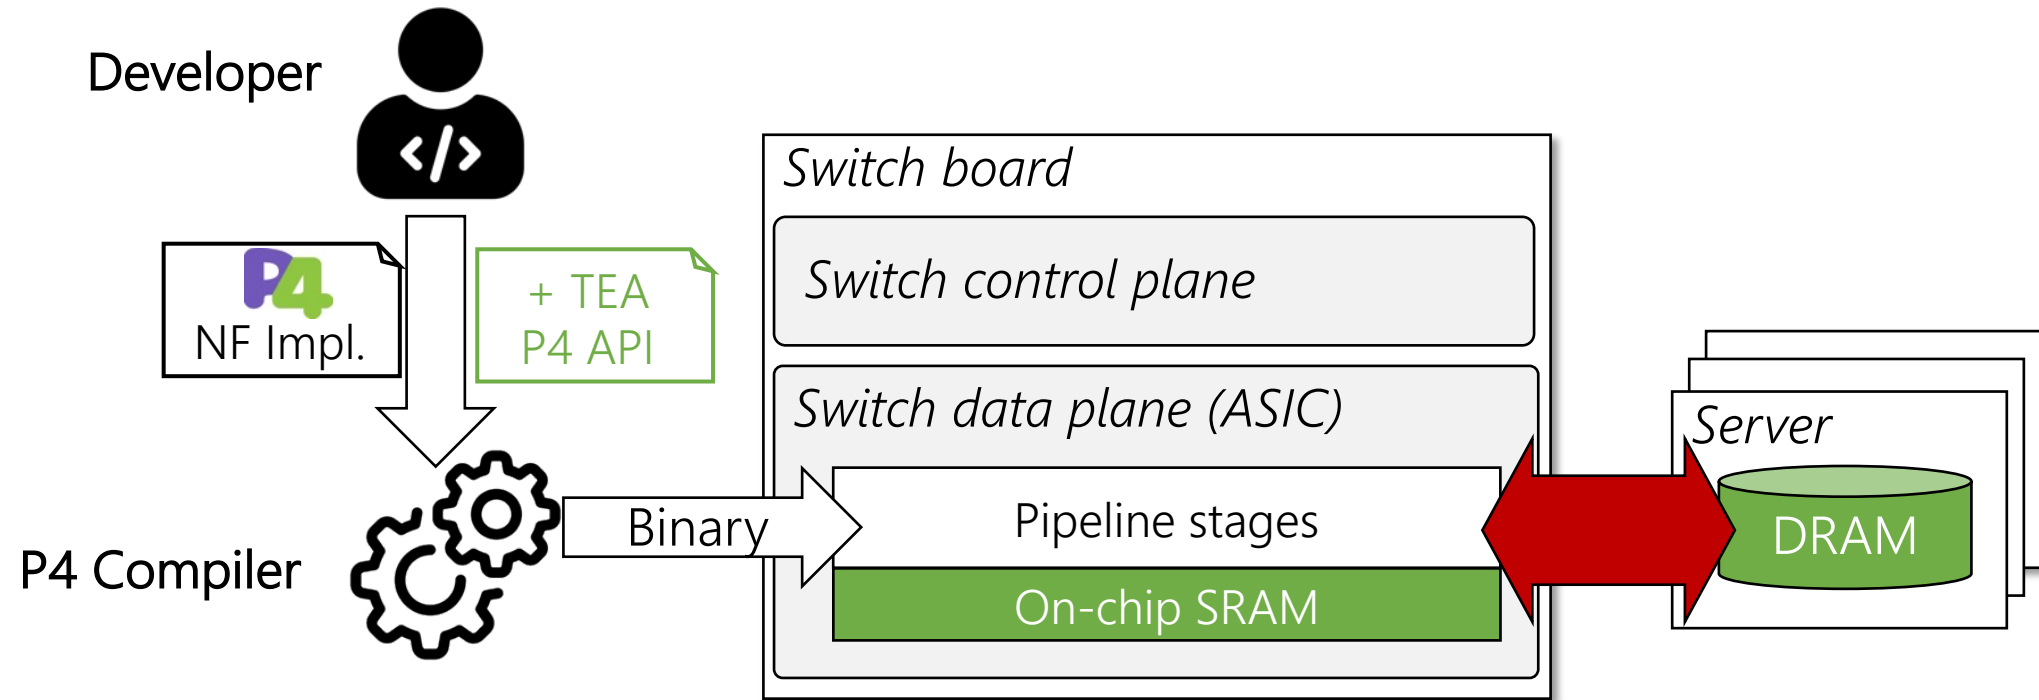 Developer
</>
P4
NF Impl.
+ TEA
P4 API
P4 Compiler
Binary
Switch board
Switch control plane
Switch data plane (ASIC)
Pipeline stages
On-chip SRAM
Server
DRAM